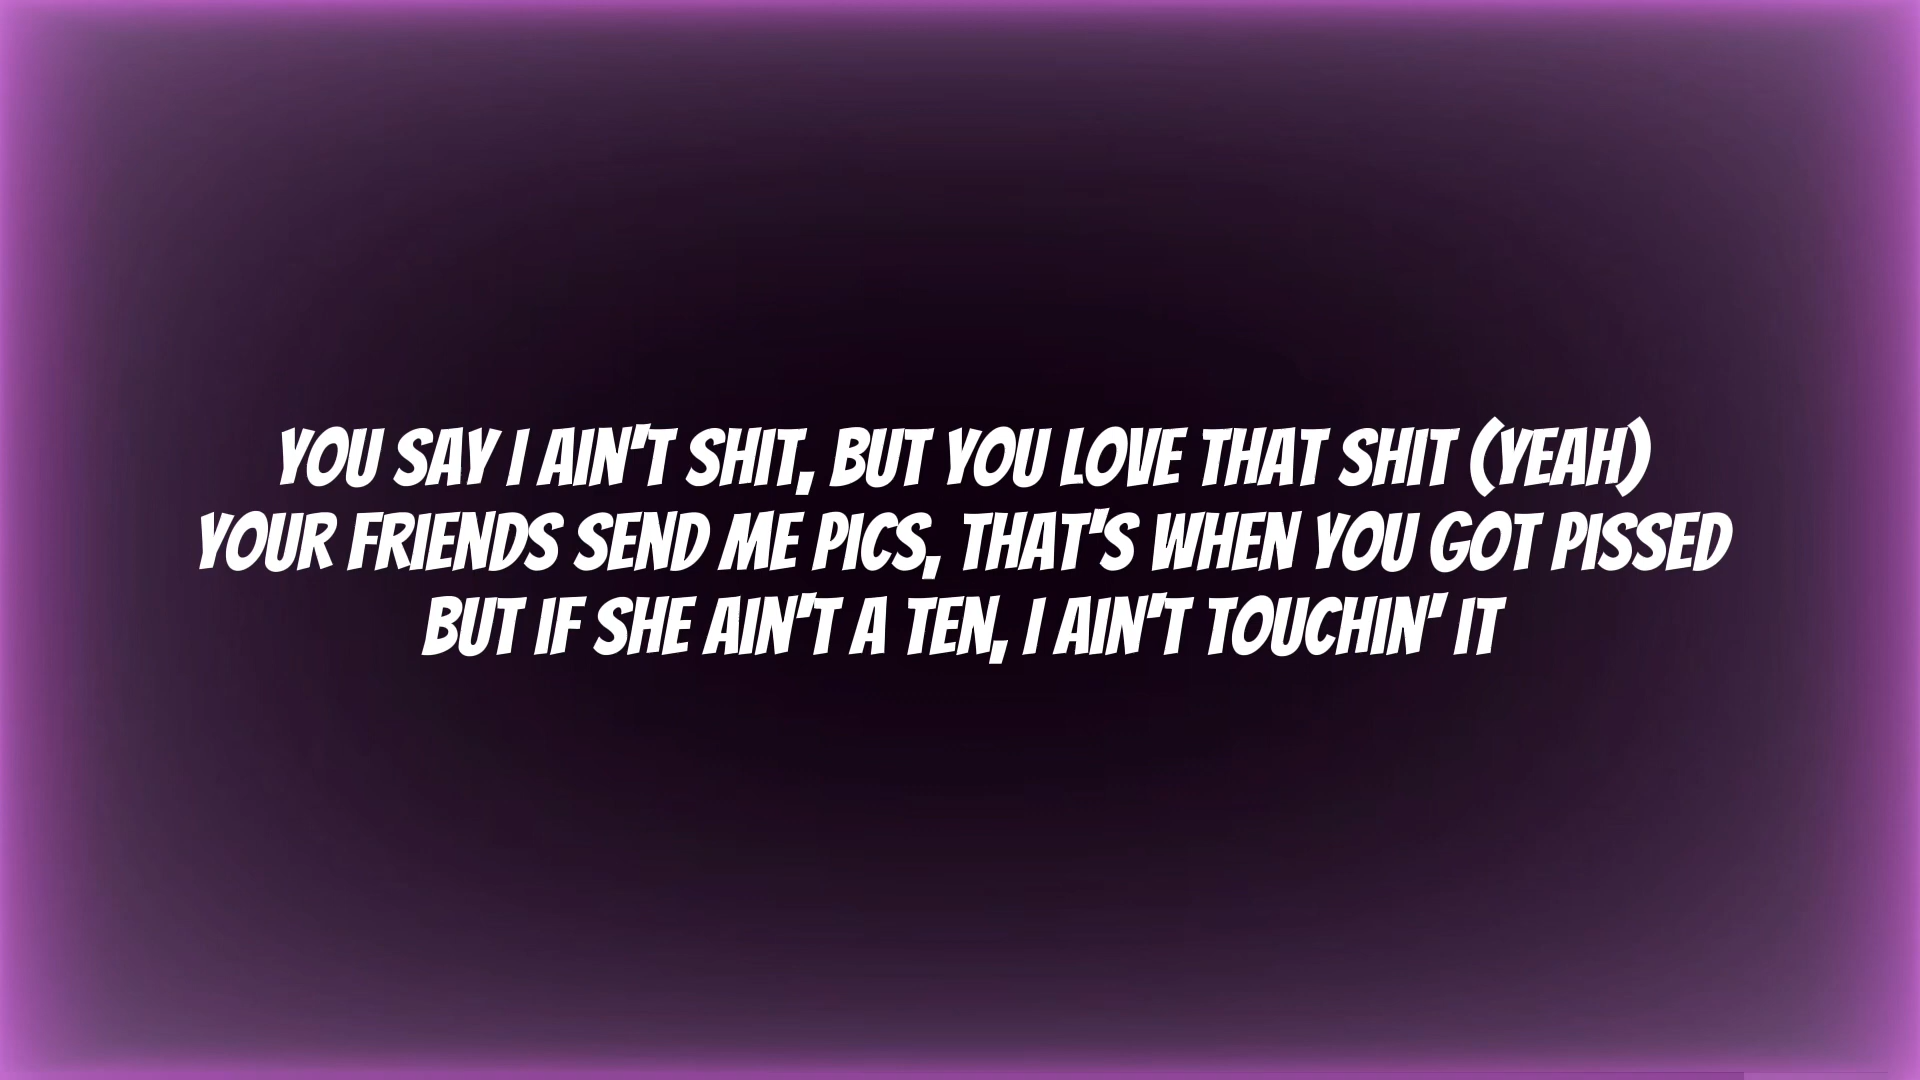 YOU SAY I AIN'T SHIT, BUT YOU LOVE THAT SHIT (YEAH)
YOUR FRIENDS SEND ME PICS, THAT'S WHEN YOU GOT PISSED
BUT IF SHE AIN'T A TEN, I AIN'T TOUCHIN' IT